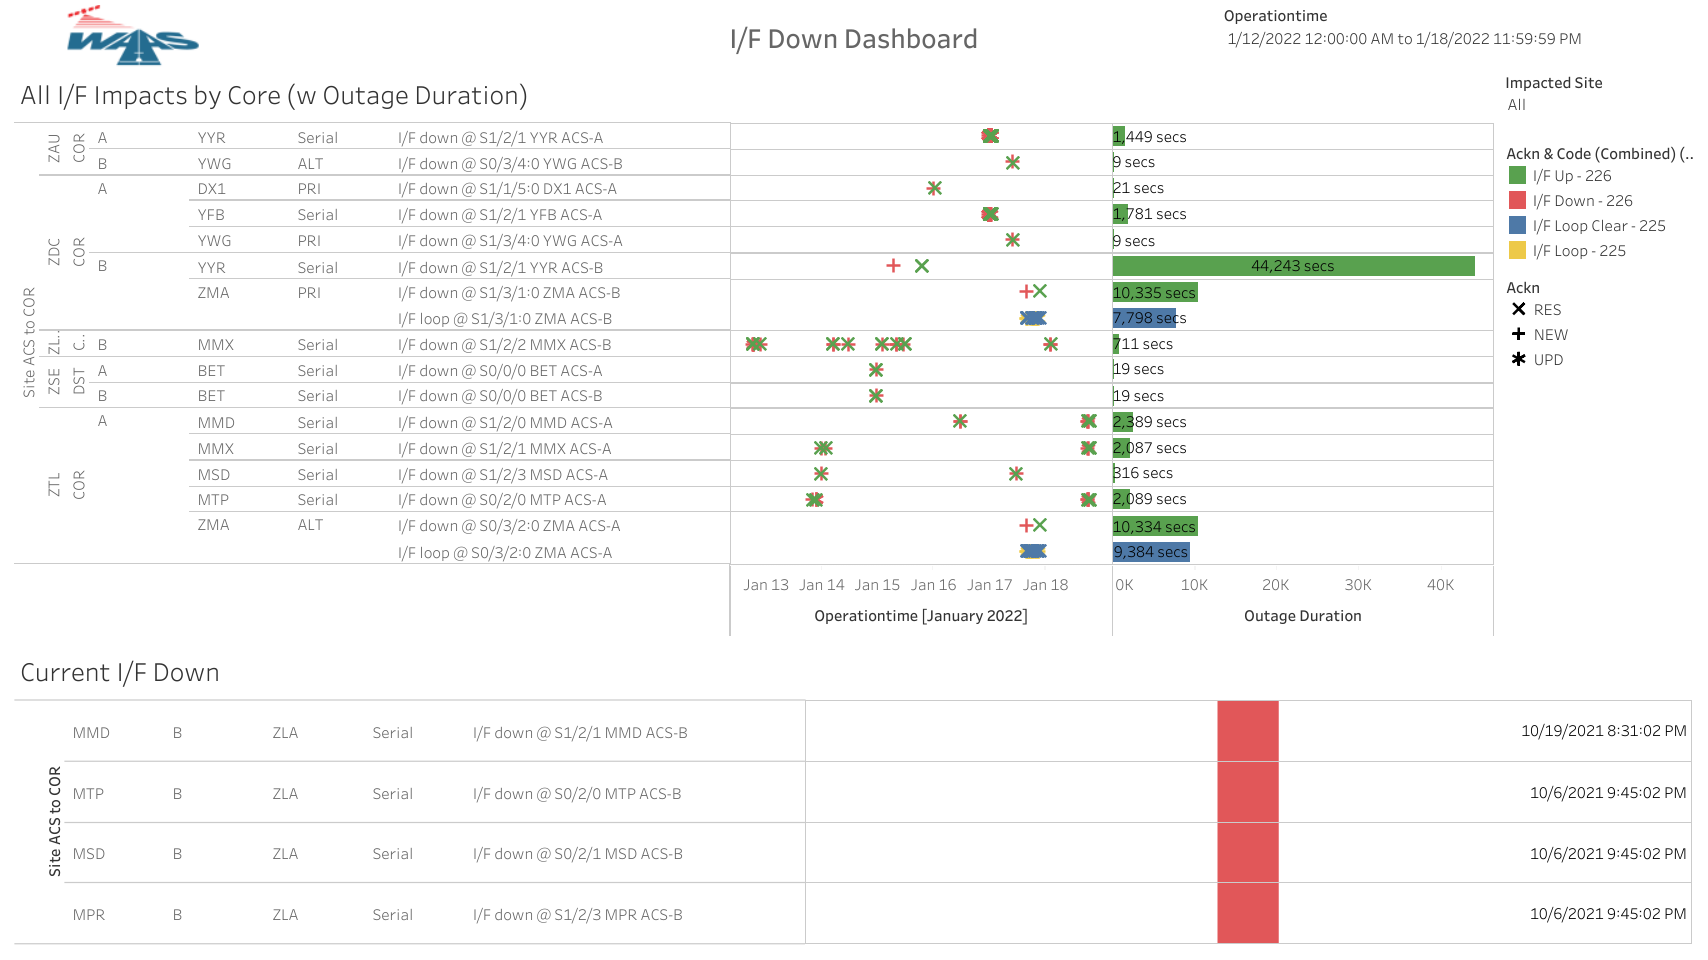 WAAS
I/F Down Dashboard
Operationtime
1/12/2022 12:00:00 AM to 1/18/2022 11:59:59 PM
All I/F Impacts by Core (w Outage Duration)
Impacted Site
All
Ackn & Code (Combined) (..
I/F Up - 226
I/F Down - 226
I/F Loop Clear - 225
I/F Loop - 225
Ackn
RES
NEW
UPD
Site ACS to COR
ZAU COR A YYR Serial I/F down @ S1/2/1 YYR ACS-A 1,449 secs
B YWG ALT I/F down @ S0/3/4:0 YWG ACS-B 9 secs
ZDC COR A DX1 PRI I/F down @ S1/1/5:0 DX1 ACS-A 21 secs
YFB Serial I/F down @ S1/2/1 YFB ACS-A 1,781 secs
YWG PRI I/F down @ S1/3/4:0 YWG ACS-A 9 secs
B YYR Serial I/F down @ S1/2/1 YYR ACS-B 44,243 secs
ZMA PRI I/F down @ S1/3/1:0 ZMA ACS-B 10,335 secs
I/F loop @ S1/3/1:0 ZMA ACS-B 7,798 secs
ZL.. C.. B MMX Serial I/F down @ S1/2/2 MMX ACS-B 711 secs
ZSE DST A BET Serial I/F down @ S0/0/0 BET ACS-A 19 secs
B BET Serial I/F down @ S0/0/0 BET ACS-B 19 secs
ZTL COR A MMD Serial I/F down @ S1/2/0 MMD ACS-A 2,389 secs
MMX Serial I/F down @ S1/2/1 MMX ACS-A 2,087 secs
MSD Serial I/F down @ S1/2/3 MSD ACS-A 316 secs
MTP Serial I/F down @ S0/2/0 MTP ACS-A 2,089 secs
ZMA ALT I/F down @ S0/3/2:0 ZMA ACS-A 10,334 secs
I/F loop @ S0/3/2:0 ZMA ACS-A 9,384 secs
Jan 13 Jan 14 Jan 15 Jan 16 Jan 17 Jan 18 0K 10K 20K 30K 40K
Operationtime [January 2022] Outage Duration
Current I/F Down
Site ACS to COR
MMD B ZLA Serial I/F down @ S1/2/1 MMD ACS-B 10/19/2021 8:31:02 PM
MTP B ZLA Serial I/F down @ S0/2/0 MTP ACS-B 10/6/2021 9:45:02 PM
MSD B ZLA Serial I/F down @ S0/2/1 MSD ACS-B 10/6/2021 9:45:02 PM
MPR B ZLA Serial I/F down @ S1/2/3 MPR ACS-B 10/6/2021 9:45:02 PM